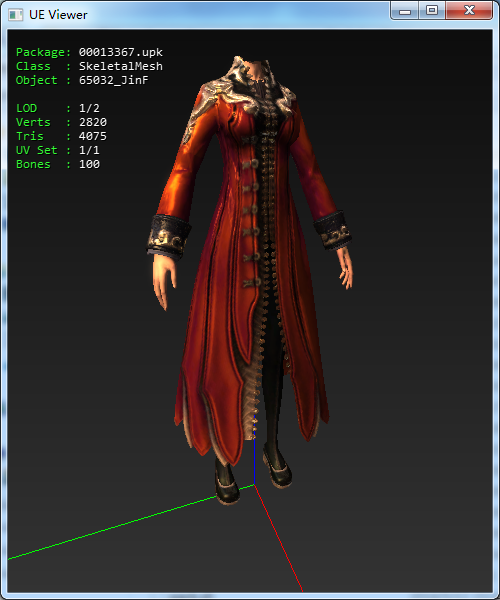 UE Viewer
Package: 00013367.upk
Class : SkeletalMesh
Object : 65032_JinF
LOD : 1/2
Verts : 2820
Tris : 4075
UV Set : 1/1
Bones : 100